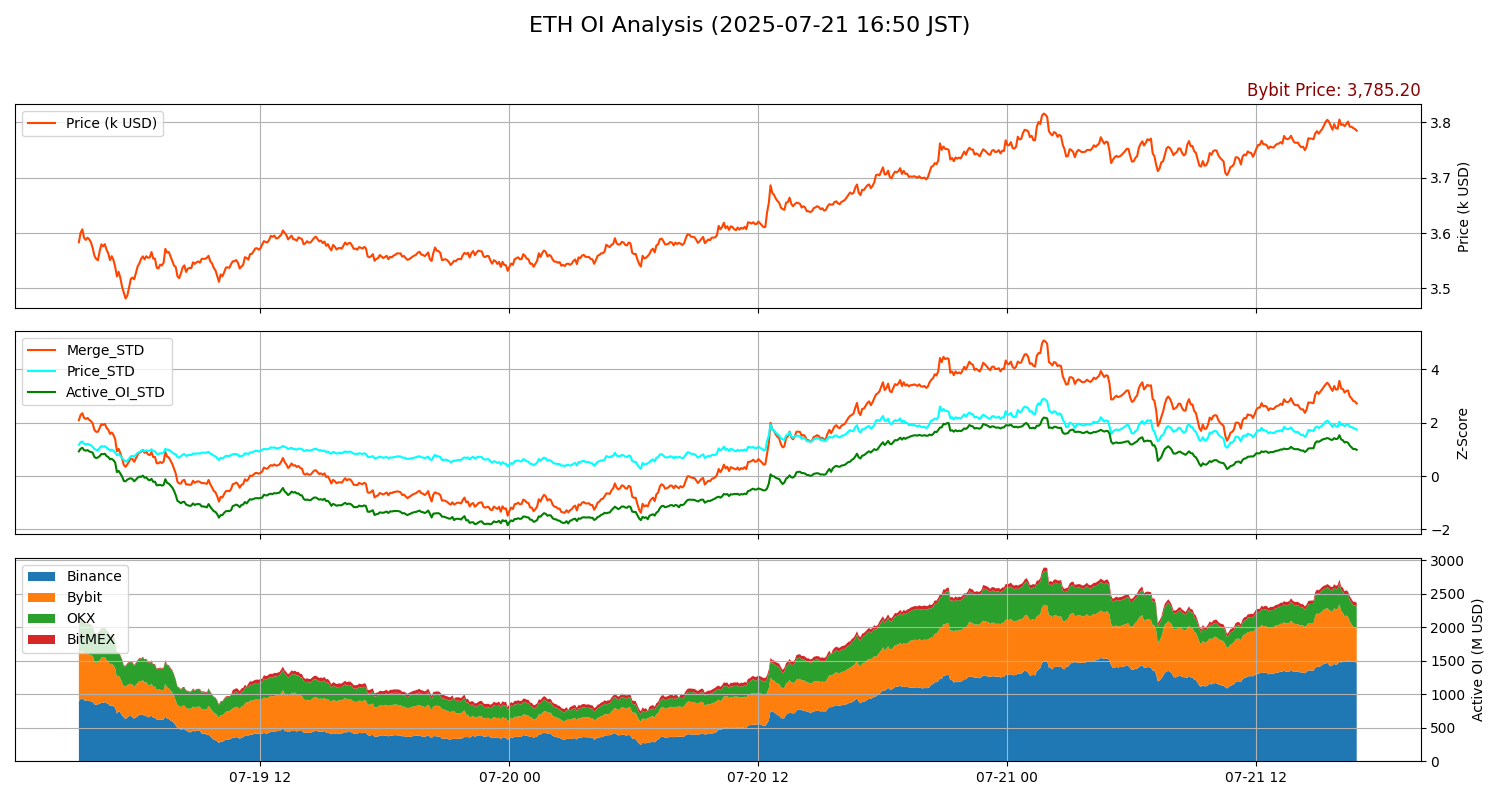 ETH OI Analysis (2025-07-21 16:50 JST)
Bybit Price: 3,785.20
Price (k USD)
3.8
3.7
3.6
3.5
Price (k USD)
Merge_STD
Price_STD
Active_OI_STD
4
2
0
−2
Z-Score
Binance
Bybit
OKX
BitMEX
3000
2500
2000
1500
1000
500
0
Active OI (M USD)
07-19 12
07-20 00
07-20 12
07-21 00
07-21 12